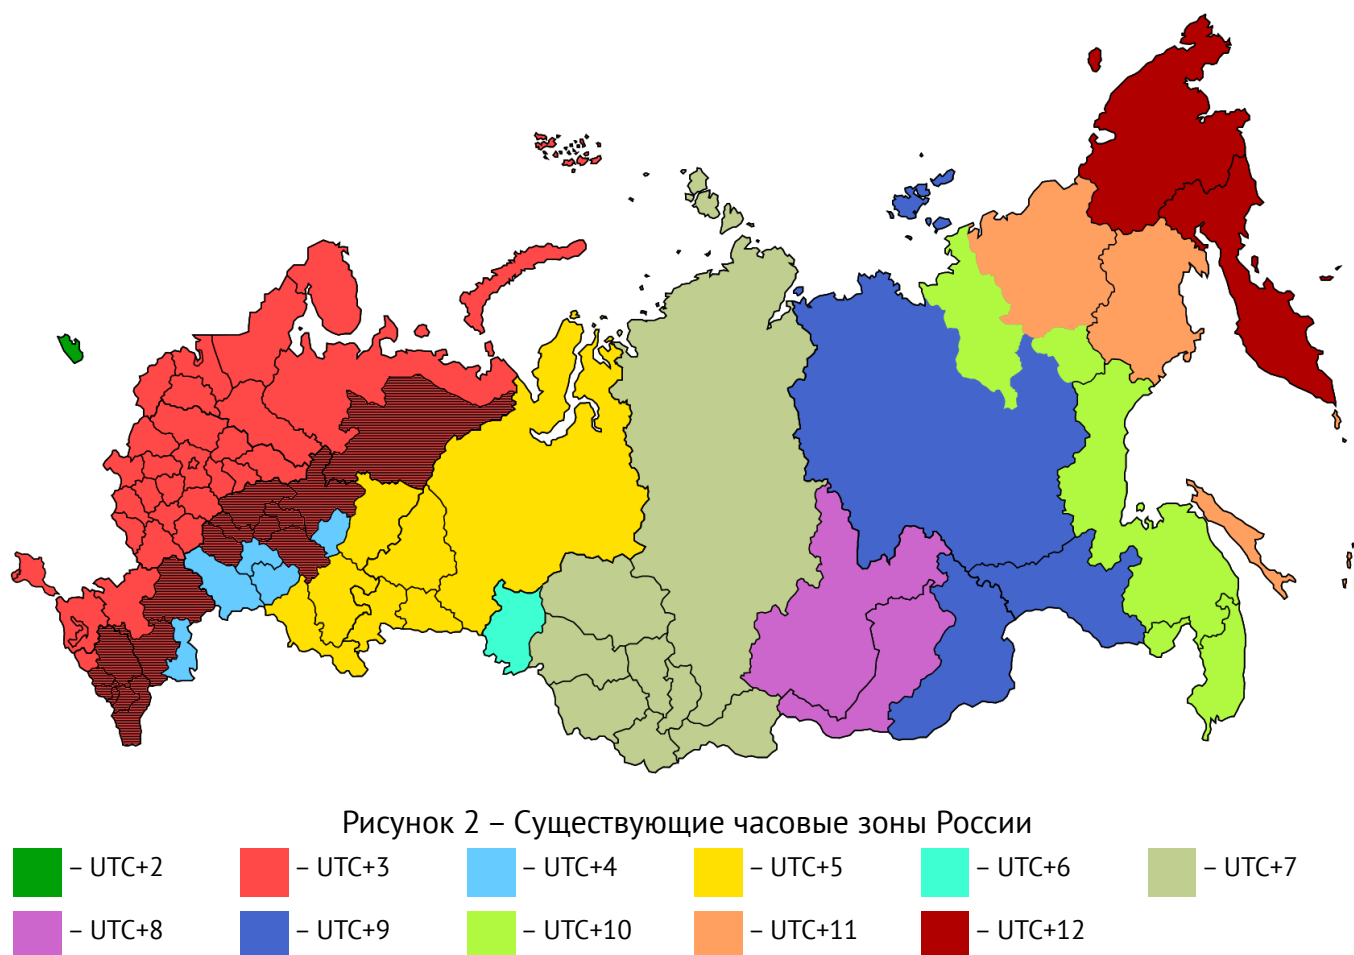 Рисунок 2 – Существующие часовые зоны России
– UTC+2 – UTC+3 – UTC+4 – UTC+5 – UTC+6 – UTC+7
– UTC+8 – UTC+9 – UTC+10 – UTC+11 – UTC+12